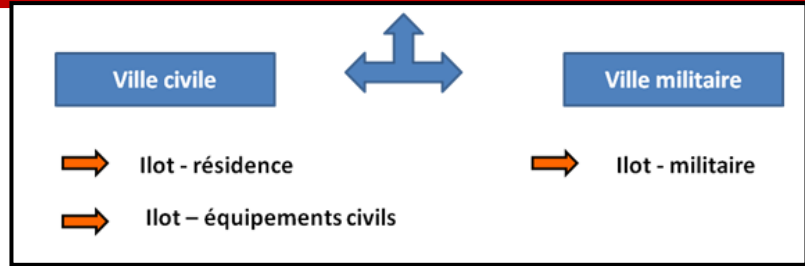 Ville civile
Ville militaire
Ilot - résidence
Ilot - militaire
Ilot – équipements civils